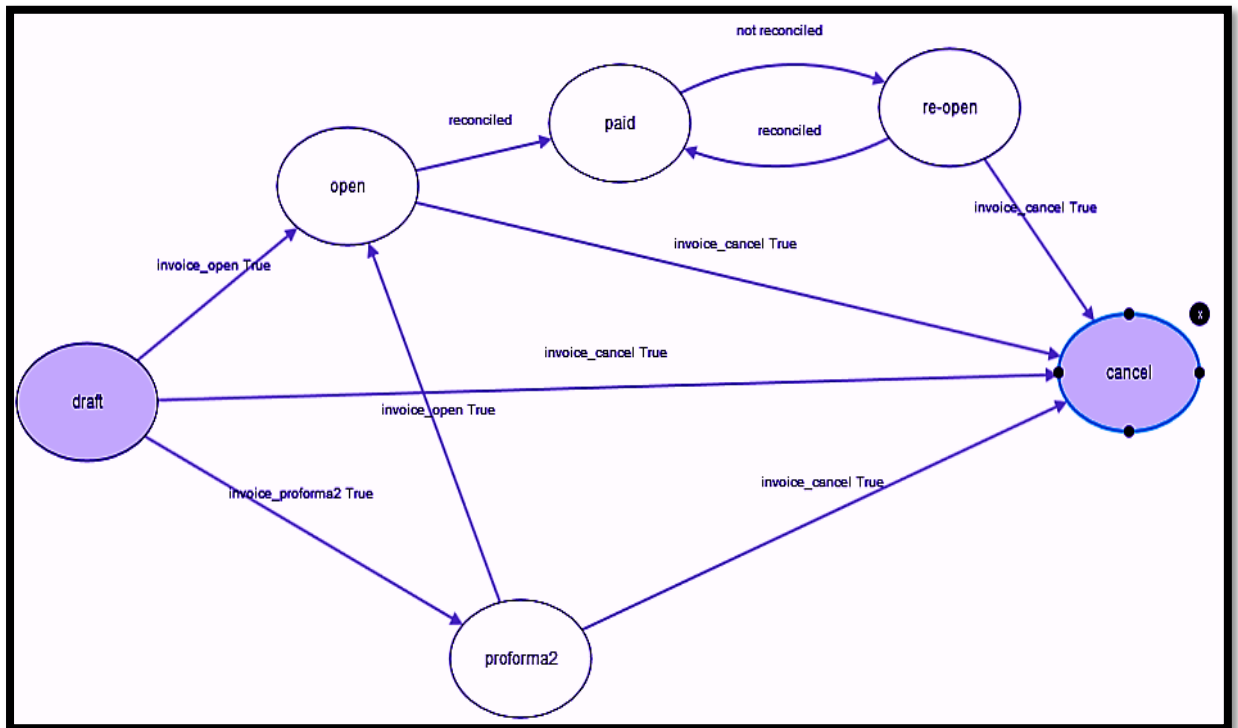 not reconciled
re-open
paid
reconciled
reconciled
open
invoice_cancel True
invoice_cancel True
invoice_open True
x
invoice_cancel True
cancel
draft
invoice_open True
invoice_cancel True
invoice_proforma2 True
proforma2